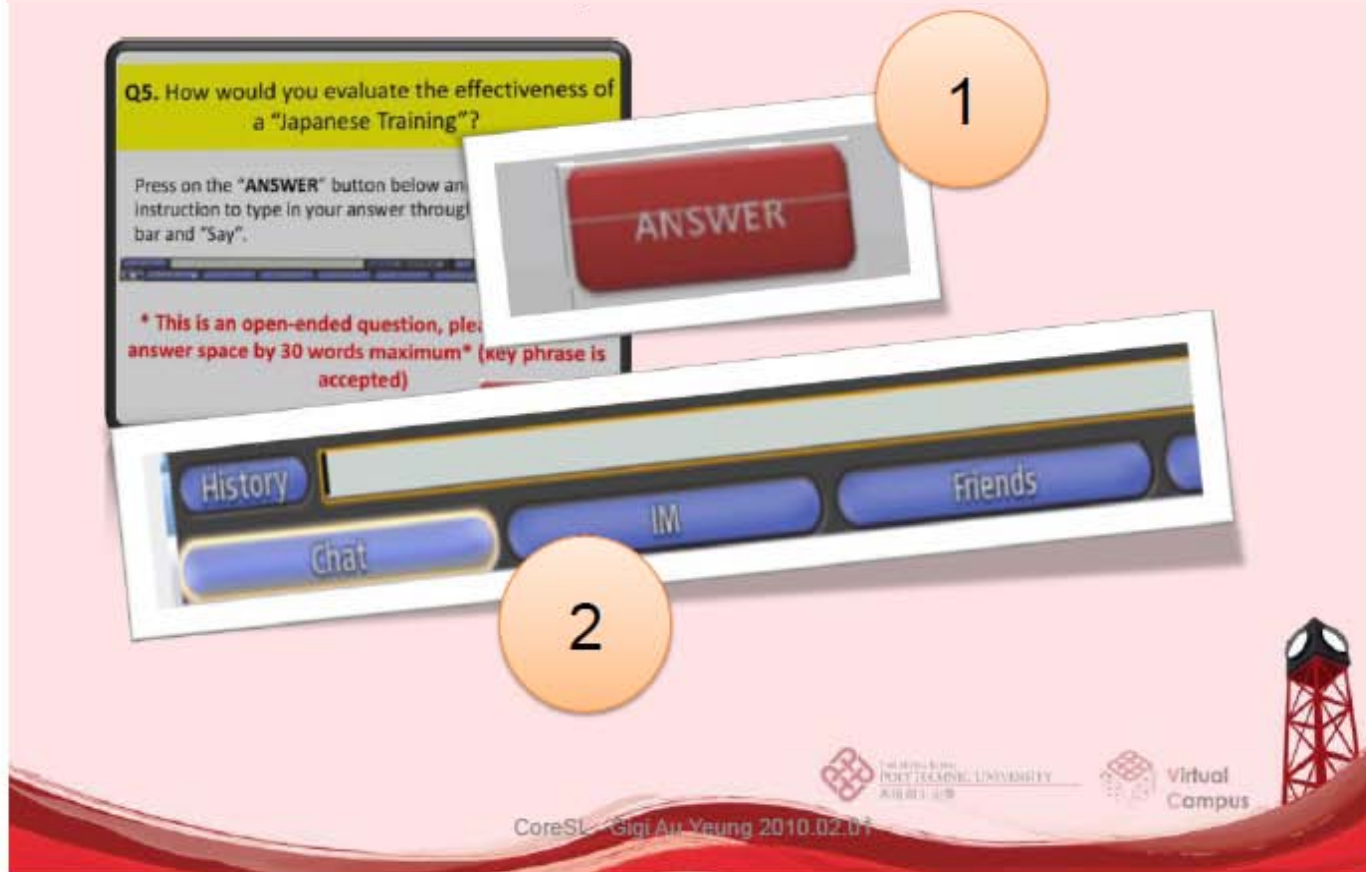 Q5. How would you evaluate the effectiveness of
a "Japanese Training"?
Press on the "ANSWER" button below an
instruction to type in your answer through
bar and "Say".
* This is an open-ended question, plea
answer space by 30 words maximum* (key phrase is
accepted)
1
ANSWER
History
Chat
IM
Friends
2
POLYTECHNIC UNIVERSITY
Virtual
Campus
CoreSL - Gigi Au Yeung 2010.02.01